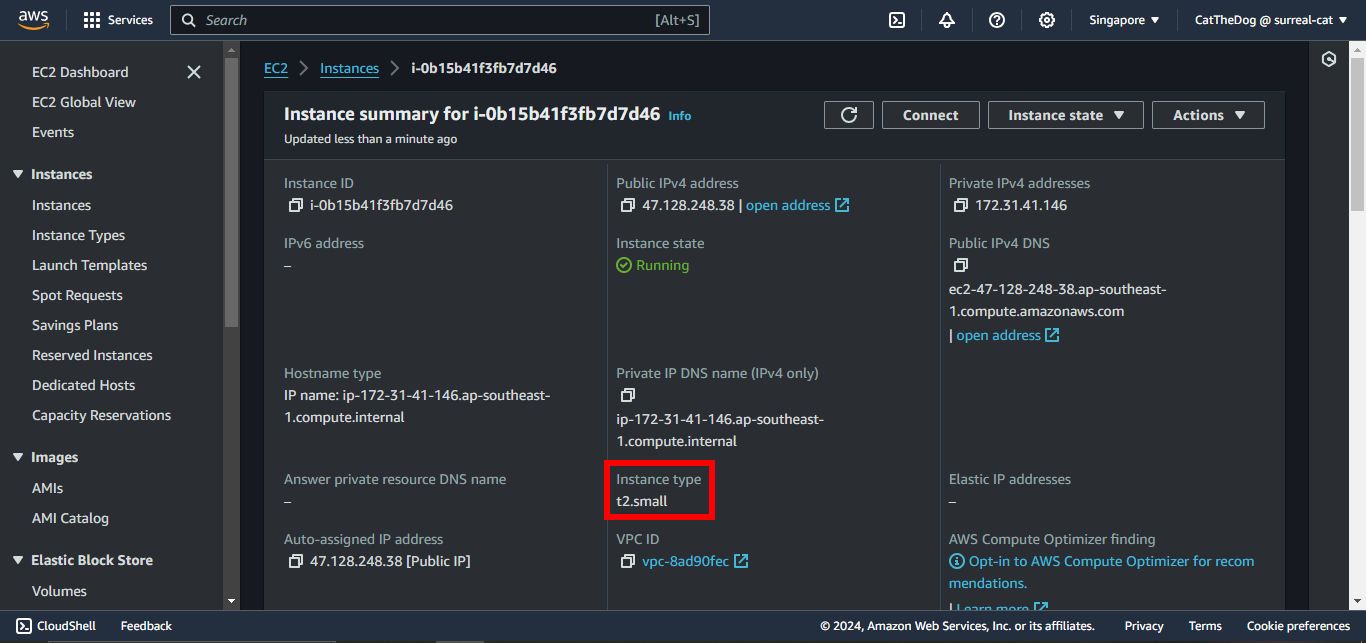 aws
Services
Search
[Alt+S]
Singapore
CatTheDog @ surreal-cat
EC2 Dashboard
EC2 Global View
Events
Instances
Instances
Instance Types
Launch Templates
Spot Requests
Savings Plans
Reserved Instances
Dedicated Hosts
Capacity Reservations
Images
AMIs
AMI Catalog
Elastic Block Store
Volumes
EC2 > Instances > i-0b15b41f3fb7d7d46
Instance summary for i-0b15b41f3fb7d7d46 Info
Updated less than a minute ago
Connect
Instance state
Actions
Instance ID
i-0b15b41f3fb7d7d46
Public IPv4 address
47.128.248.38 | open address
Private IPv4 addresses
172.31.41.146
IPv6 address
–
Instance state
Running
Public IPv4 DNS
ec2-47-128-248-38.ap-southeast-
1.compute.amazonaws.com
| open address
Hostname type
IP name: ip-172-31-41-146.ap-southeast-
1.compute.internal
Private IP DNS name (IPv4 only)
ip-172-31-41-146.ap-southeast-
1.compute.internal
Answer private resource DNS name
–
Instance type
t2.small
Elastic IP addresses
–
Auto-assigned IP address
47.128.248.38 [Public IP]
VPC ID
vpc-8ad90fec
AWS Compute Optimizer finding
Opt-in to AWS Compute Optimizer for recom
mendations.
| Learn more
CloudShell
Feedback
© 2024, Amazon Web Services, Inc. or its affiliates.
Privacy
Terms
Cookie preferences